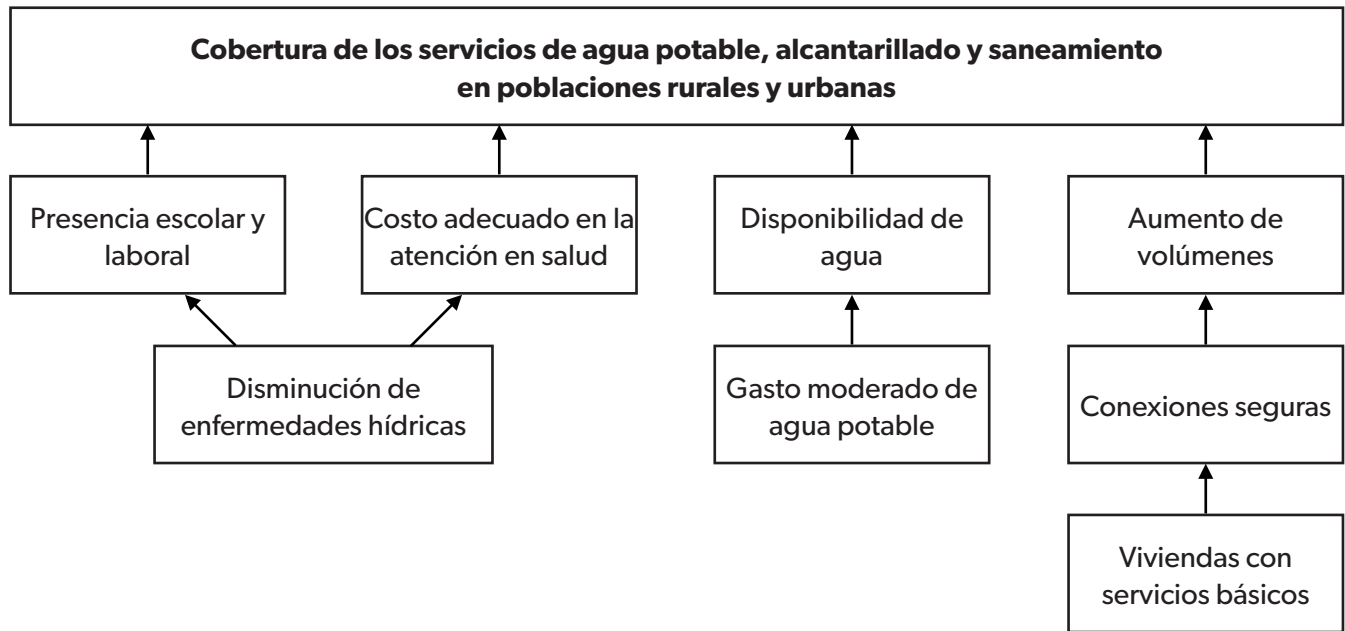 Cobertura de los servicios de agua potable, alcantarillado y saneamiento
en poblaciones rurales y urbanas
Presencia escolar y
laboral
Costo adecuado en la
atención en salud
Disponibilidad de
agua
Aumento de
volúmenes
Disminución de
enfermedades hídricas
Gasto moderado de
agua potable
Conexiones seguras
Viviendas con
servicios básicos